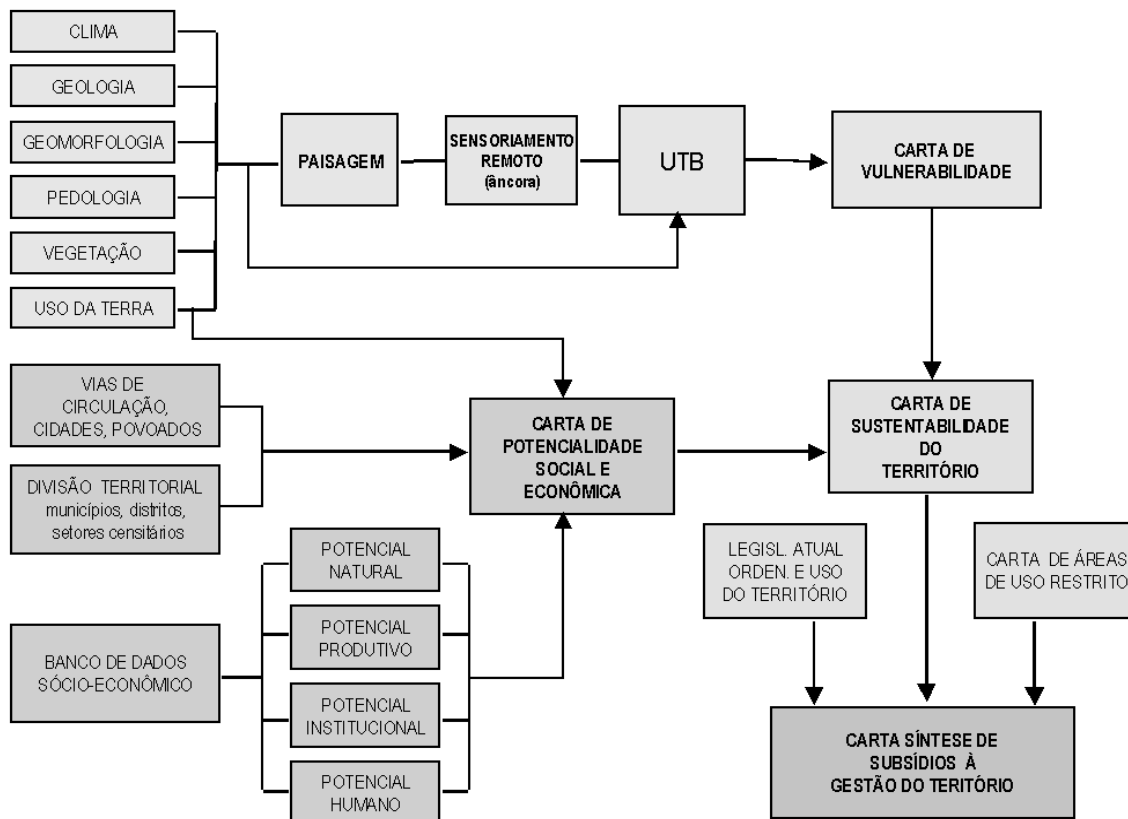 CLIMA
GEOLOGIA
GEOMORFOLOGIA
PEDOLOGIA
VEGETAÇÃO
USO DA TERRA
PAISAGEM
SENSORIAMENTO
REMOTO
(âncora)
UTB
CARTA DE
VULNERABILIDADE
VIAS DE
CIRCULAÇÃO,
CIDADES, POVOADOS
DIVISÃO TERRITORIAL
municípios, distritos,
setores censitários
CARTA DE
POTENCIALIDADE
SOCIAL E
ECONÔMICA
CARTA DE
SUSTENTABILIDADE
DO
TERRITÓRIO
BANCO DE DADOS
SÓCIO-ECONÔMICO
POTENCIAL
NATURAL
POTENCIAL
PRODUTIVO
POTENCIAL
INSTITUCIONAL
POTENCIAL
HUMANO
LEGISL. ATUAL
ORDEN. E USO
DO TERRITÓRIO
CARTA DE ÁREAS
DE USO RESTRITO
CARTA SÍNTESE DE
SUBSÍDIOS À
GESTÃO DO TERITÓRIO